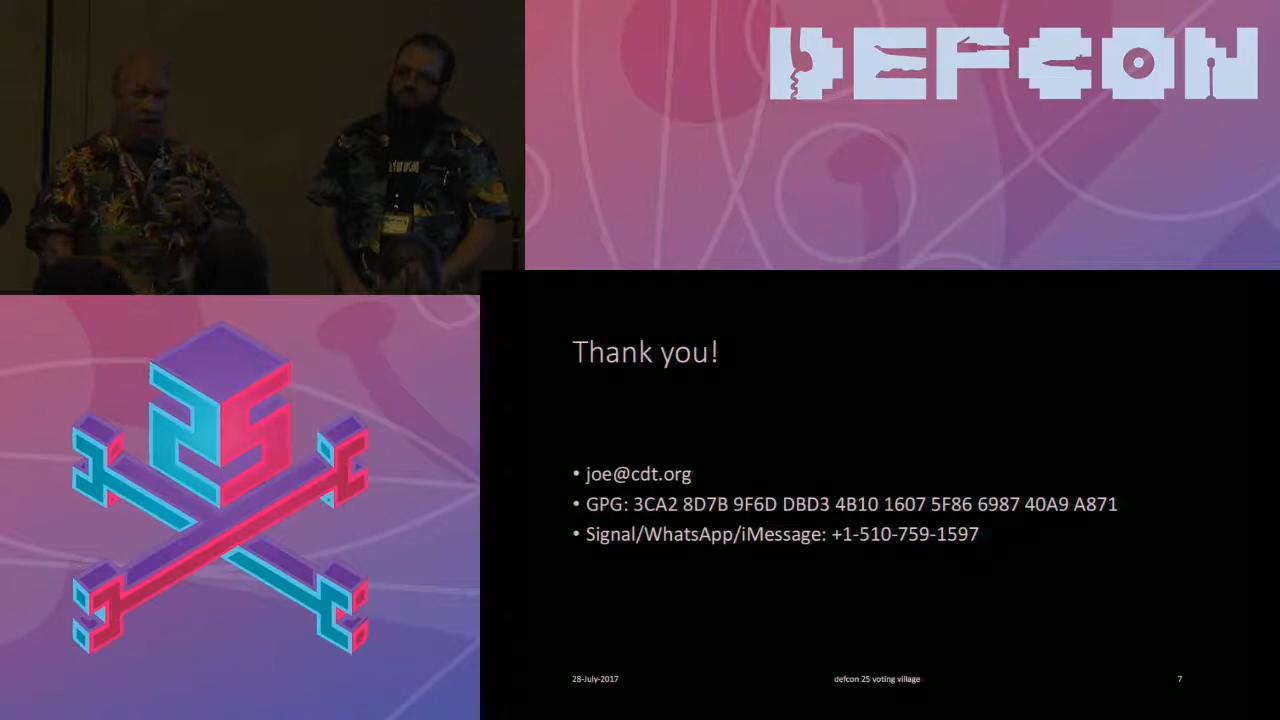 DEFCON
25
Thank you!
• joe@cdt.org
• GPG: 3CA2 8D7B 9F6D DBD3 4B10 1607 5F86 6987 40A9 A871
• Signal/WhatsApp/iMessage: +1-510-759-1597
28-July-2017
defcon 25 voting village
7